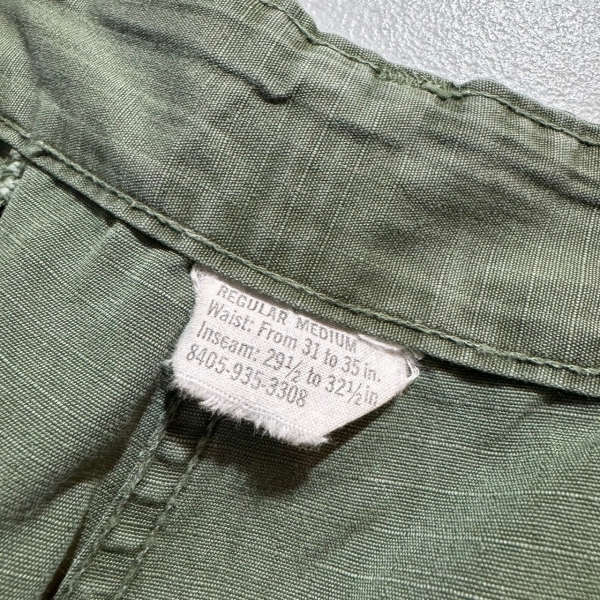 REGULAR MEDIUM
Waist: From 31 to 35 in.
Inseam: 29½ to 32½ in
8405-935-3308